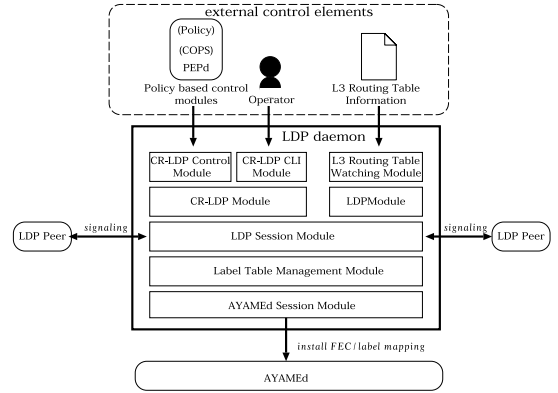 external control elements
(Policy)
(COPS)
PEPd
Policy based control
modules
Operator
L3 Routing Table
Information
LDP daemon
CR-LDP Control
Module
CR-LDP CLI
Module
L3 Routing Table
Watching Module
CR-LDP Module
LDPModule
LDP Peer
signaling
LDP Session Module
signaling
LDP Peer
Label Table Management Module
AYAMEd Session Module
install FEC/label mapping
AYAMEd